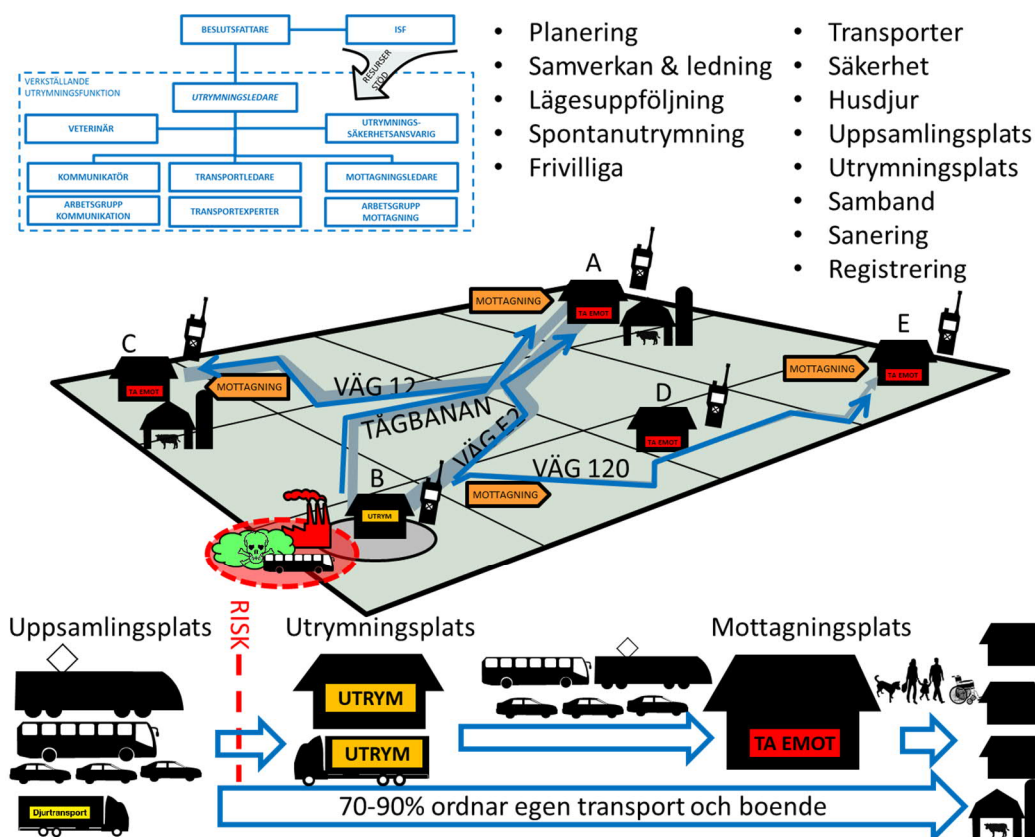 BESLUTSFATTARE
ISF
RESURSER
STÖD
VERKSTÄLLANDE
UTRYMNINGSFUNKTION
UTRYMNINGSLEDARE
VETERINÄR
UTRYMNINGS-
SÄKERHETSANSVARIG
KOMMUNIKATÖR
TRANSPORTLEDARE
MOTTAGNINGSLEDARE
ARBETSGRUPP
KOMMUNIKATION
TRANSPORTEXPERTER
ARBETSGRUPP
MOTTAGNING
• Planering
• Samverkan & ledning
• Lägesuppföljning
• Spontanutrymning
• Frivilliga
• Transporter
• Säkerhet
• Husdjur
• Uppsamlingsplats
• Utrymningsplats
• Samband
• Sanering
• Registrering
A
MOTTAGNING
TA EMOT
C
TA EMOT
MOTTAGNING
E
MOTTAGNING
TA EMOT
VÄG 12
TÅGBANAN
VÄG E2
D
TA EMOT
VÄG 120
MOTTAGNING
B
UTRYM
RISK
Uppsamlingsplats
Utrymningsplats
Mottagningsplats
UTRYM
UTRYM
TA EMOT
Djurtransport
70-90% ordnar egen transport och boende